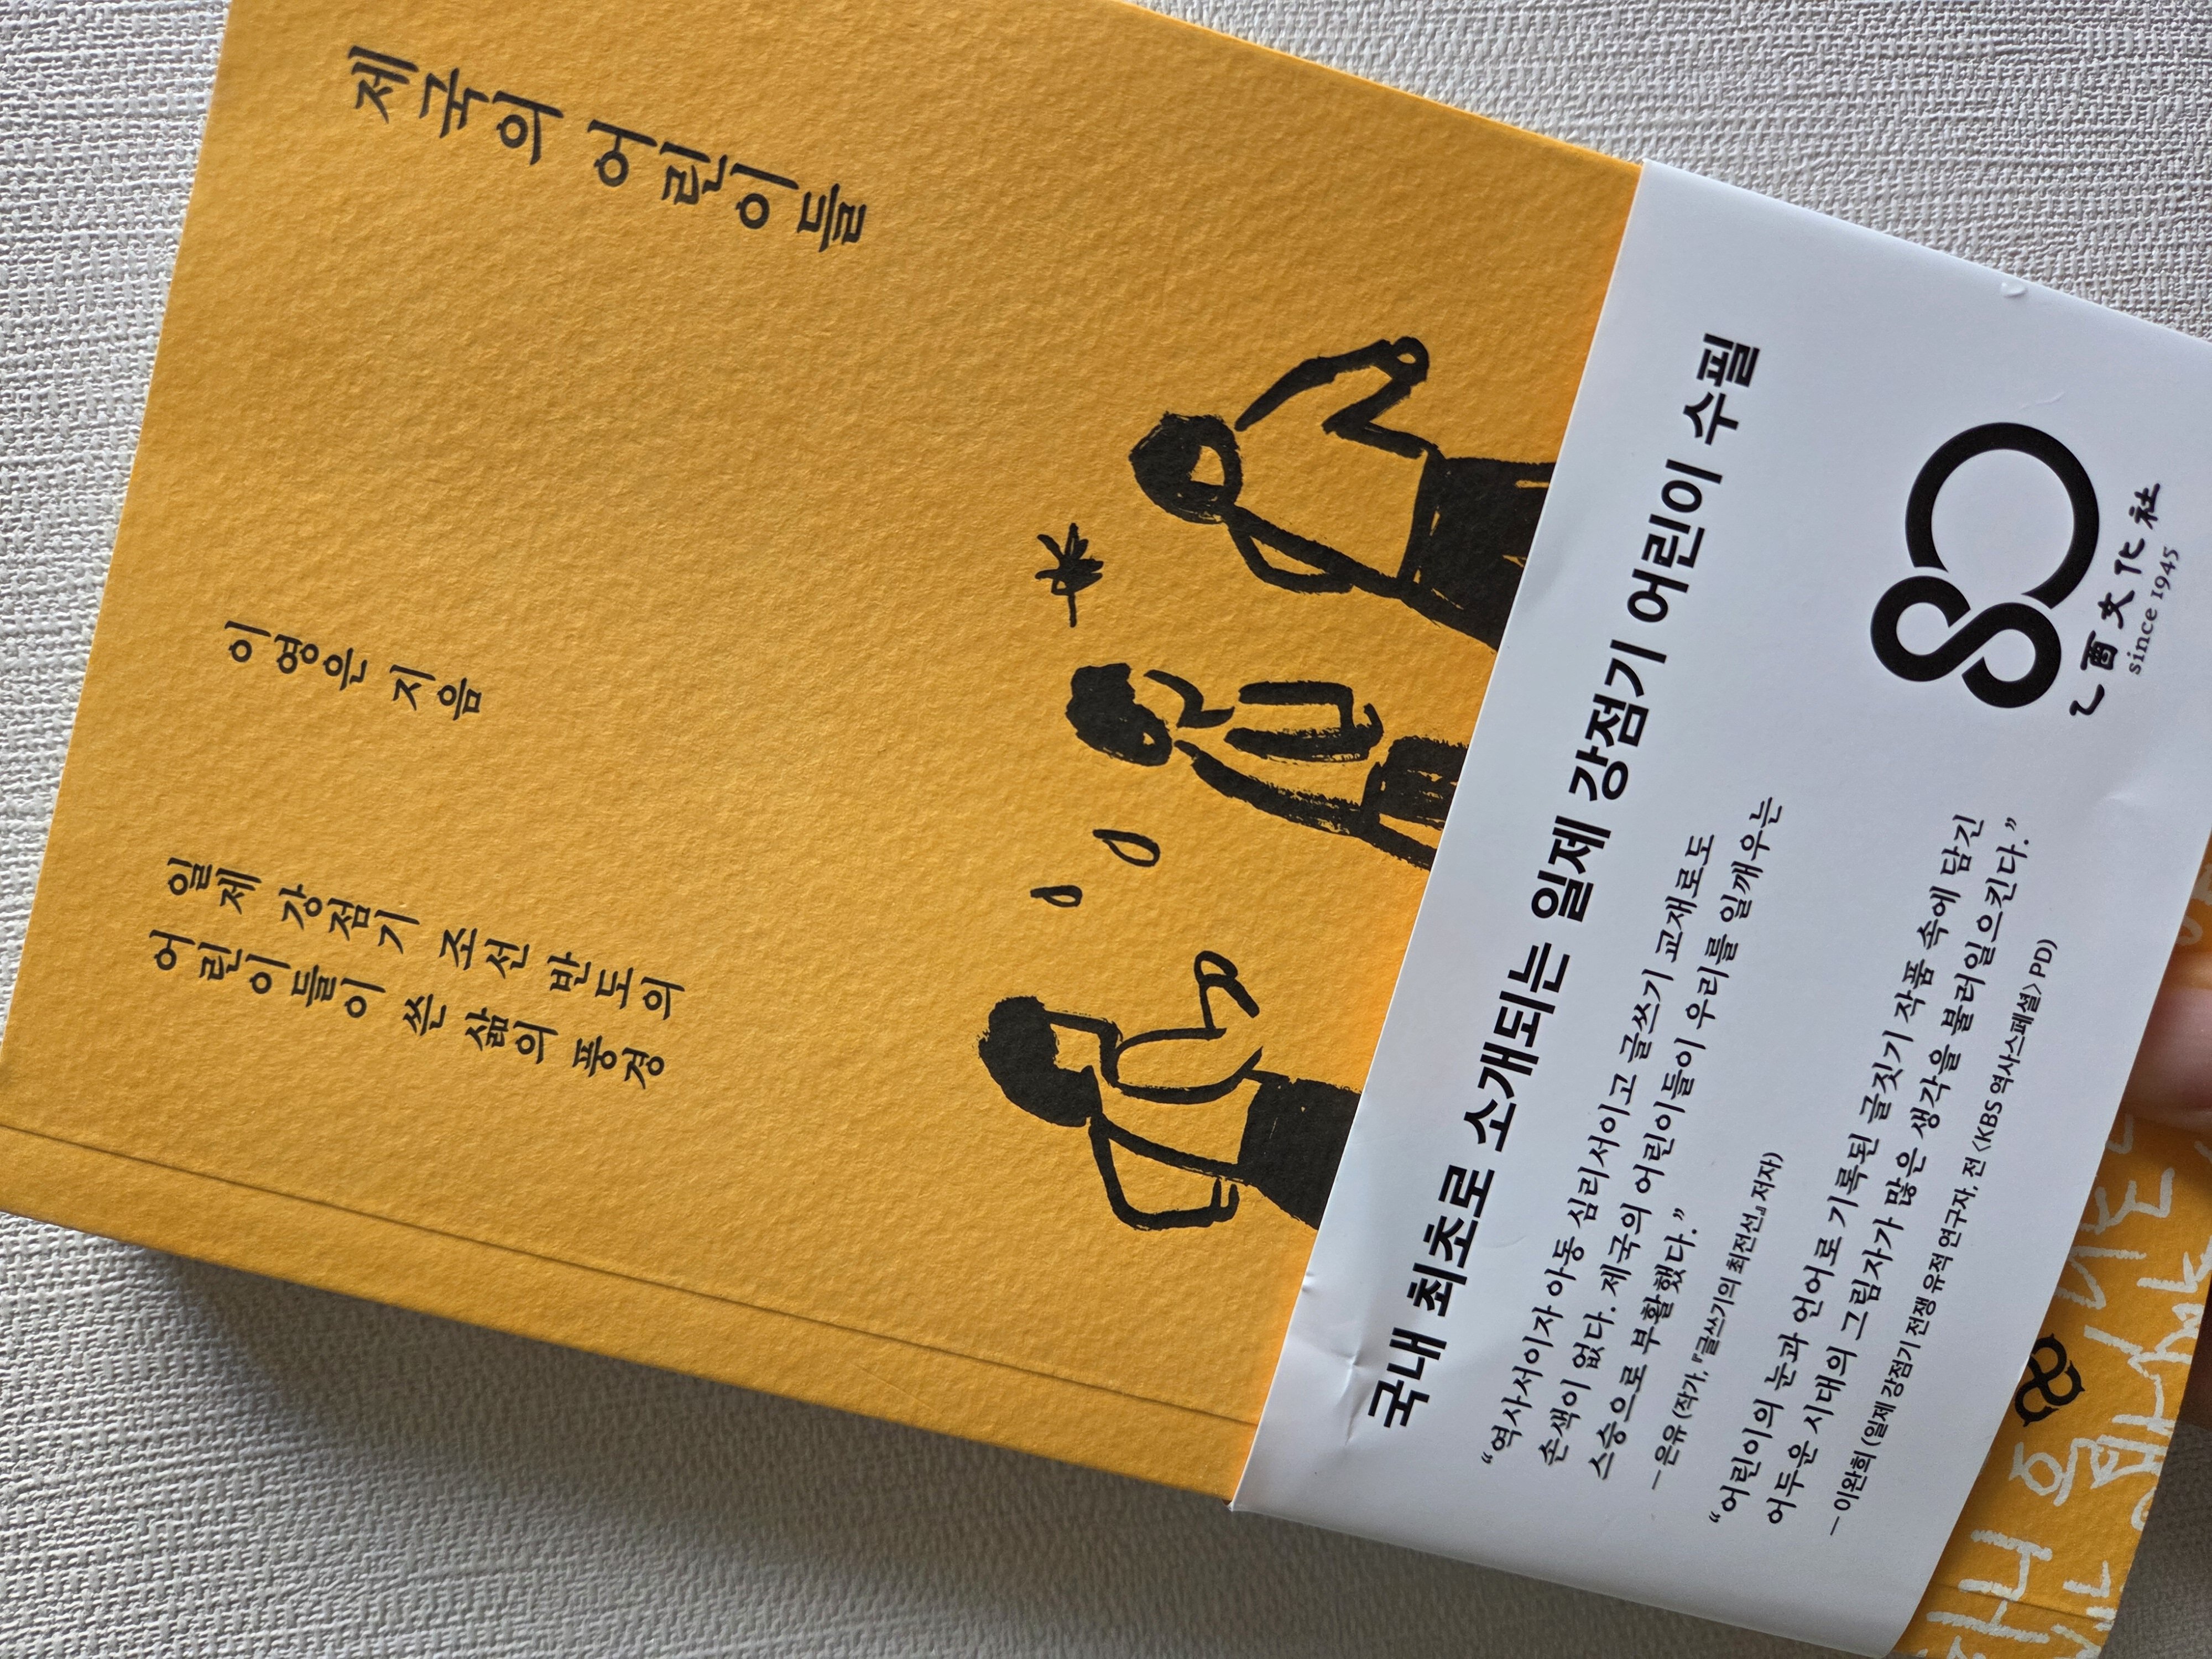 제국의 어린이들
이영은 지음
일제 강점기 조선 반도의
어린이들이 쓴 삶의 풍경
국내 최초로 소개되는 일제 강점기 어린이 수필
“역사서이자 아동 심리서이고 글쓰기 교재로도
손색이 없다. 제국의 어린이들이 우리를 일깨우는
스승으로 부활했다.”
─ 은유 (작가, 『글쓰기의 최전선』 저자)
“어린이의 눈과 언어로 기록된 글짓기 작품 속에 담긴
어두운 시대의 그림자가 많은 생각을 불러일으킨다.”
─ 이완희 (일제 강점기 전쟁 유적 연구자, 전 〈KBS 역사스페셜〉 PD)
80
乙酉文化社
since 1945